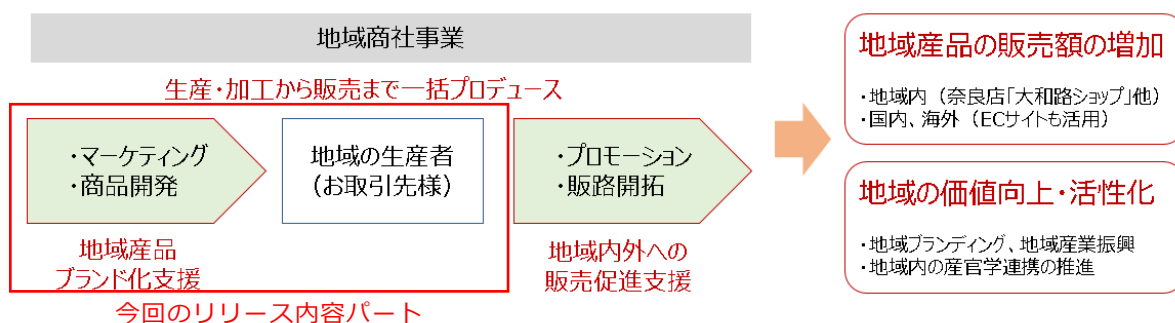 地域商社事業
生産・加工から販売まで一括プロデュース
・マーケティング
・商品開発
地域の生産者
(お取引先様)
・プロモーション
・販路開拓
地域産品
ブランド化支援
地域内外への
販売促進支援
今回のリリース内容パート
地域産品の販売額の増加
・地域内（奈良店「大和路ショップ」他）
・国内、海外（ECサイトも活用）
地域の価値向上・活性化
・地域ブランディング、地域産業振興
・地域内の産官学連携の推進